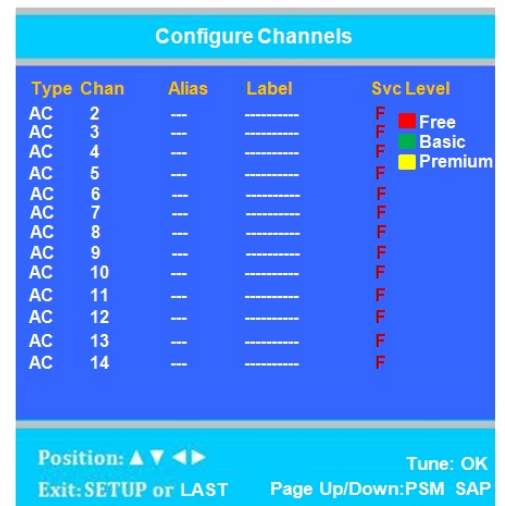 Configure Channels
Type Chan Alias Label Svc Level
AC 2 --- ---------- F
Free
AC 3 --- ---------- F
Basic
AC 4 --- ---------- F
Premium
AC 5 --- ---------- F
AC 6 --- ---------- F
AC 7 --- ---------- F
AC 8 --- ---------- F
AC 9 --- ---------- F
AC 10 --- ---------- F
AC 11 --- ---------- F
AC 12 --- ---------- F
AC 13 --- ---------- F
AC 14 --- ---------- F
Position: ▲ ▼ ◀ ▶
Tune: OK
Exit: SETUP or LAST Page Up/Down:PSM SAP